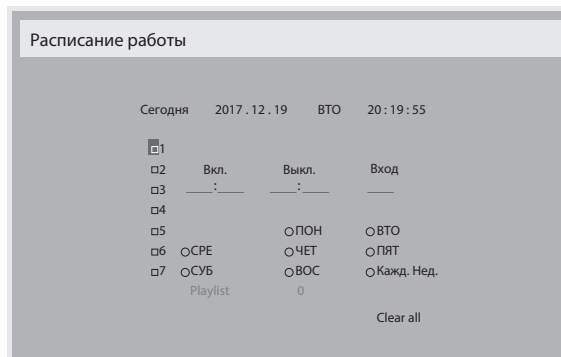 Расписание работы
Сегодня 2017 . 12 . 19 ВТО 20 : 19 : 55
1
2 Вкл. Выкл. Вход
3 ____:____ ____:____ ____
4
5 ПОН ВТО
6 СРЕ ЧЕТ ПЯТ
7 СУБ ВОС Кажд. Нед.
Playlist 0
Clear all